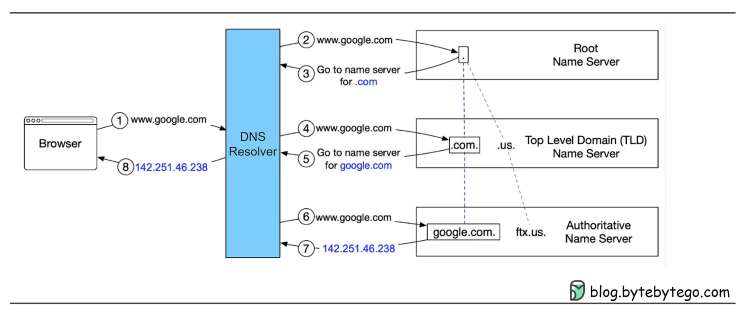 2 www.google.com
Root
Name Server
.
3 Go to name server
for .com
1 www.google.com
Browser
DNS
Resolver
8 142.251.46.238
4 www.google.com
Top Level Domain (TLD)
Name Server
.com.
.us.
5 Go to name server
for google.com
6 www.google.com
Authoritative
Name Server
google.com.
ftx.us.
7 142.251.46.238
blog.bytebytego.com